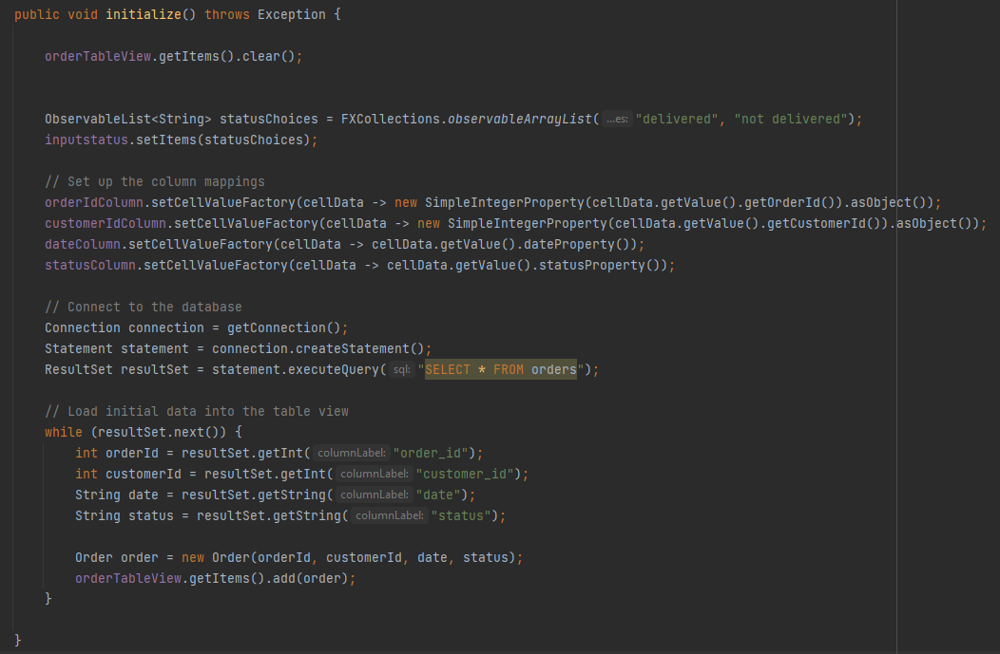 public void initialize() throws Exception {
orderTableView.getItems().clear();
ObservableList<String> statusChoices = FXCollections.observableArrayList( ...es: "delivered", "not delivered");
inputstatus.setItems(statusChoices);
// Set up the column mappings
orderIdColumn.setCellValueFactory(cellData -> new SimpleIntegerProperty(cellData.getValue().getOrderId()).asObject());
customerIdColumn.setCellValueFactory(cellData -> new SimpleIntegerProperty(cellData.getValue().getCustomerId()).asObject());
dateColumn.setCellValueFactory(cellData -> cellData.getValue().dateProperty());
statusColumn.setCellValueFactory(cellData -> cellData.getValue().statusProperty());
// Connect to the database
Connection connection = getConnection();
Statement statement = connection.createStatement();
ResultSet resultSet = statement.executeQuery( sql: "SELECT * FROM orders");
// Load initial data into the table view
while (resultSet.next()) {
int orderId = resultSet.getInt( columnLabel: "order_id");
int customerId = resultSet.getInt( columnLabel: "customer_id");
String date = resultSet.getString( columnLabel: "date");
String status = resultSet.getString( columnLabel: "status");
Order order = new Order(orderId, customerId, date, status);
orderTableView.getItems().add(order);
}
}